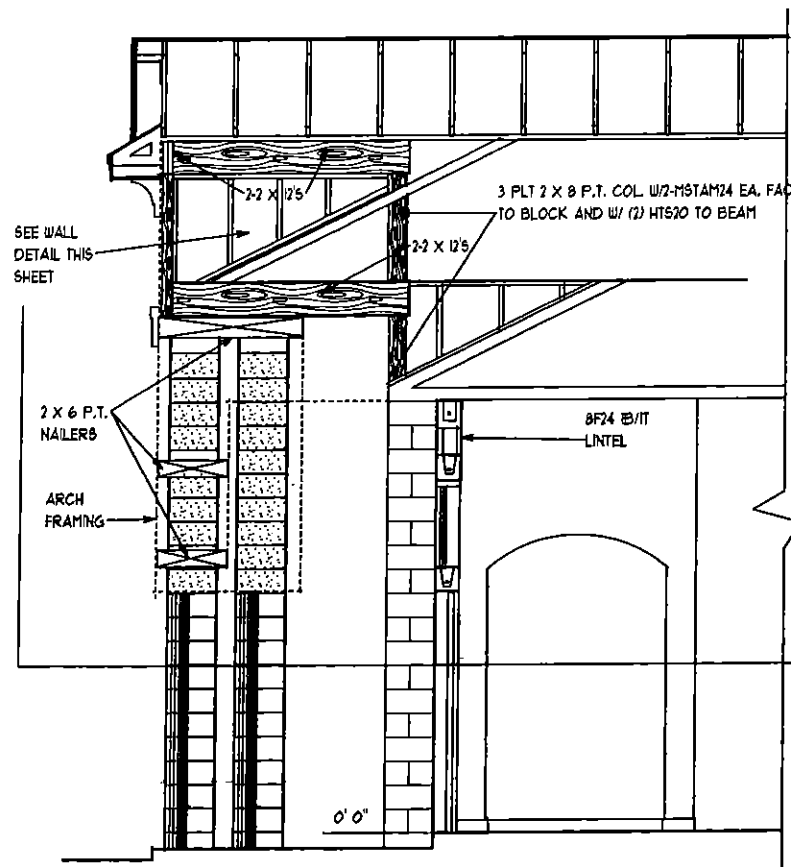 2-2 X 12'S
3 PLT 2 X 8 P.T. COL. W/2-MSTAM24 EA. FAC
TO BLOCK AND W/ (2) HTS20 TO BEAM
SEE WALL
DETAIL THIS
SHEET
2-2 X 12'S
2 X 6 P.T.
NAILERS
8F24 1B/1T
LINTEL
ARCH
FRAMING
0' 0"